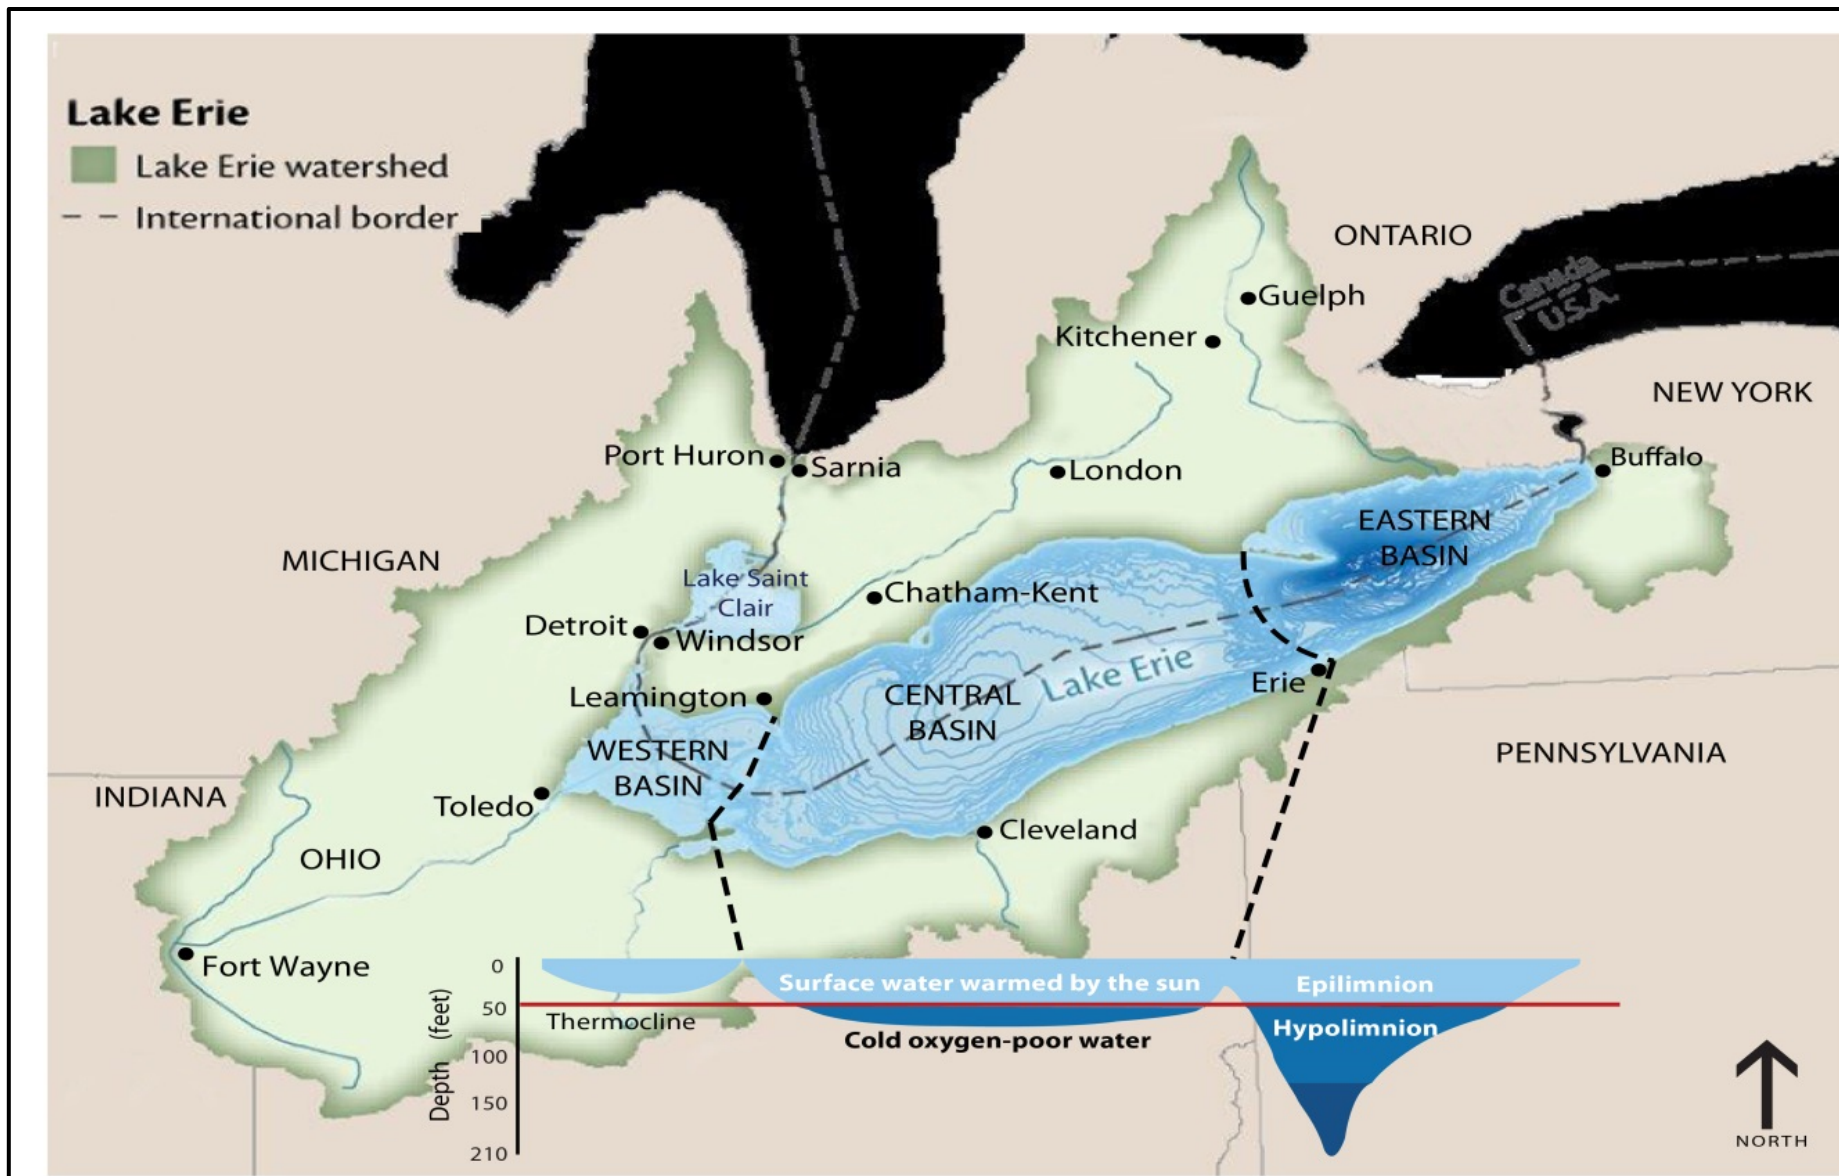 Lake Erie
Lake Erie watershed
International border
ONTARIO
Canada
U.S.A.
Guelph
Kitchener
NEW YORK
Port Huron
Sarnia
London
Buffalo
EASTERN
BASIN
MICHIGAN
Lake Saint
Clair
Chatham-Kent
Detroit
Windsor
Lake Erie
Leamington
Erie
CENTRAL
BASIN
WESTERN
BASIN
PENNSYLVANIA
INDIANA
Toledo
Cleveland
OHIO
Fort Wayne
Depth (feet)
0
50
100
150
210
Surface water warmed by the sun
Epilimnion
Thermocline
Hypolimnion
Cold oxygen-poor water
NORTH